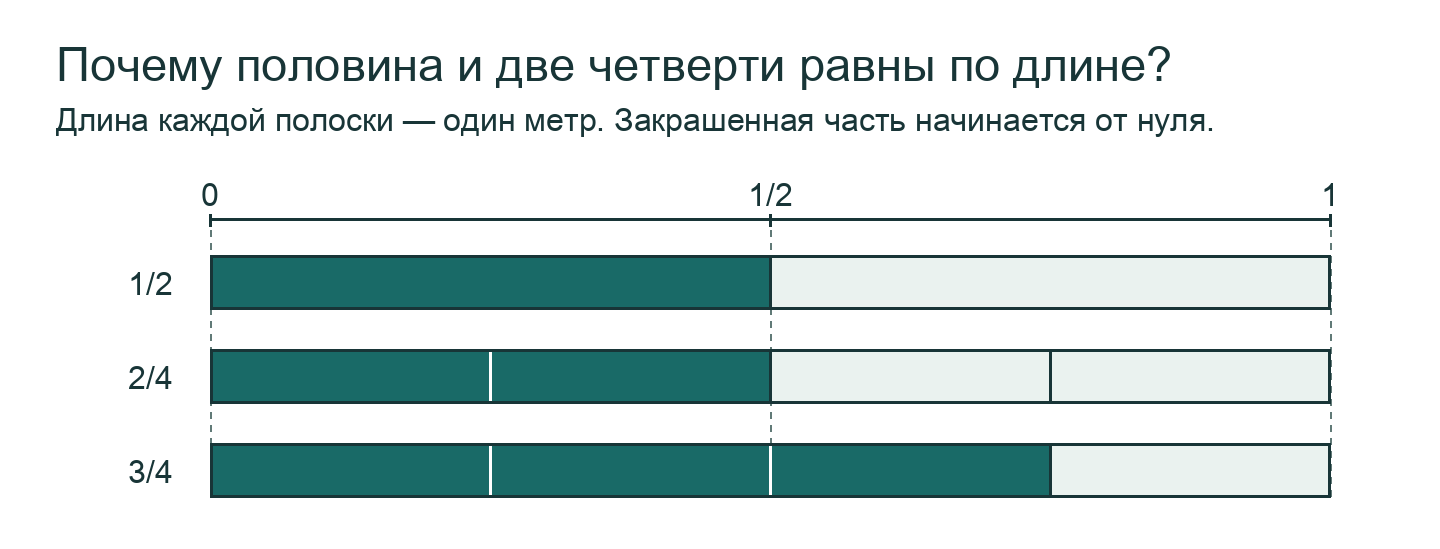 Почему половина и две четверти равны по длине?
Длина каждой полоски — один метр. Закрашенная часть начинается от нуля.
0 1/2 1
1/2
2/4
3/4